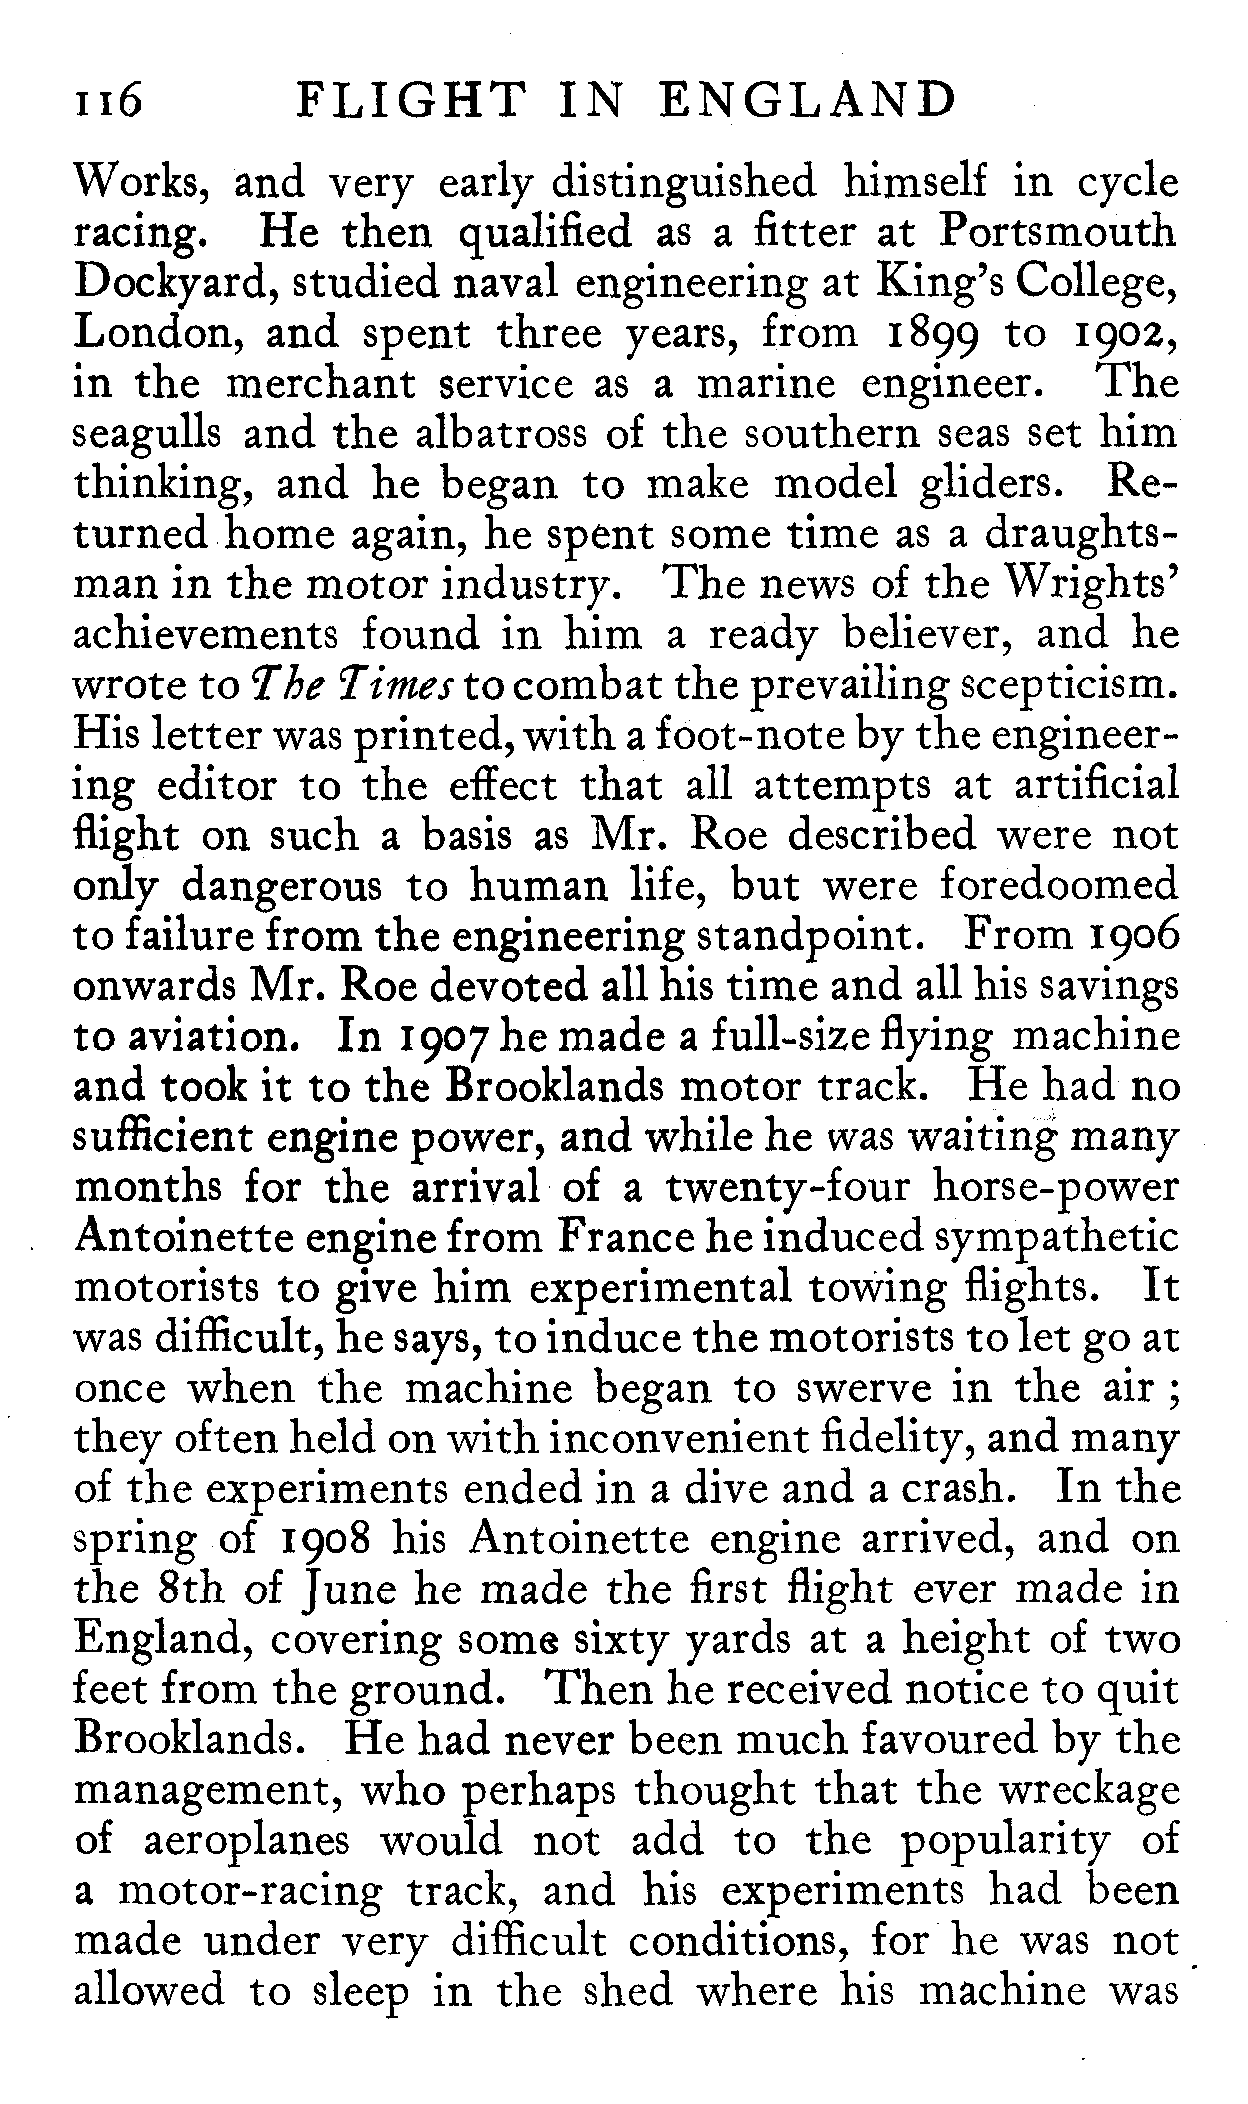 116 FLIGHT IN ENGLAND
Works, and very early distinguished himself in cycle
racing. He then qualified as a fitter at Portsmouth
Dockyard, studied naval engineering at King's College,
London, and spent three years, from 1899 to 1902,
in the merchant service as a marine engineer. The
seagulls and the albatross of the southern seas set him
thinking, and he began to make model gliders. Re-
turned home again, he spent some time as a draughts-
man in the motor industry. The news of the Wrights'
achievements found in him a ready believer, and he
wrote to The Times to combat the prevailing scepticism.
His letter was printed, with a foot-note by the engineer-
ing editor to the effect that all attempts at artificial
flight on such a basis as Mr. Roe described were not
only dangerous to human life, but were foredoomed
to failure from the engineering standpoint. From 1906
onwards Mr. Roe devoted all his time and all his savings
to aviation. In 1907 he made a full-size flying machine
and took it to the Brooklands motor track. He had no
sufficient engine power, and while he was waiting many
months for the arrival of a twenty-four horse-power
Antoinette engine from France he induced sympathetic
motorists to give him experimental towing flights. It
was difficult, he says, to induce the motorists to let go at
once when the machine began to swerve in the air ;
they often held on with inconvenient fidelity, and many
of the experiments ended in a dive and a crash. In the
spring of 1908 his Antoinette engine arrived, and on
the 8th of June he made the first flight ever made in
England, covering some sixty yards at a height of two
feet from the ground. Then he received notice to quit
Brooklands. He had never been much favoured by the
management, who perhaps thought that the wreckage
of aeroplanes would not add to the popularity of
a motor-racing track, and his experiments had been
made under very difficult conditions, for he was not
allowed to sleep in the shed where his machine was